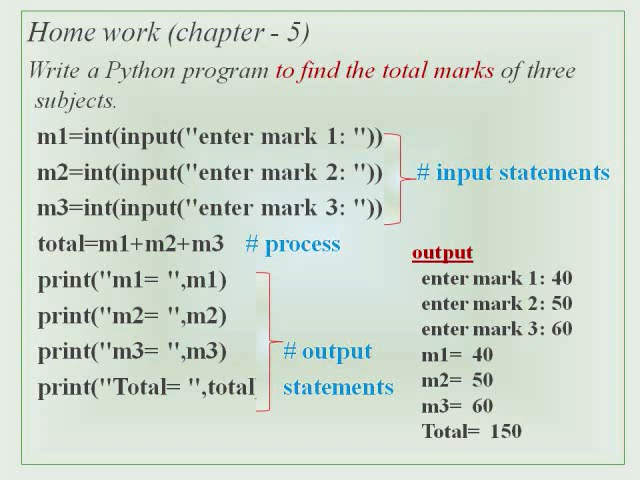 Home work (chapter - 5)
Write a Python program to find the total marks of three
subjects.
m1=int(input("enter mark 1: "))
m2=int(input("enter mark 2: ")) # input statements
m3=int(input("enter mark 3: "))
total=m1+m2+m3 # process
print("m1= ",m1)
print("m2= ",m2)
print("m3= ",m3) # output
print("Total= ",total) statements
output
enter mark 1: 40
enter mark 2: 50
enter mark 3: 60
m1= 40
m2= 50
m3= 60
Total= 150